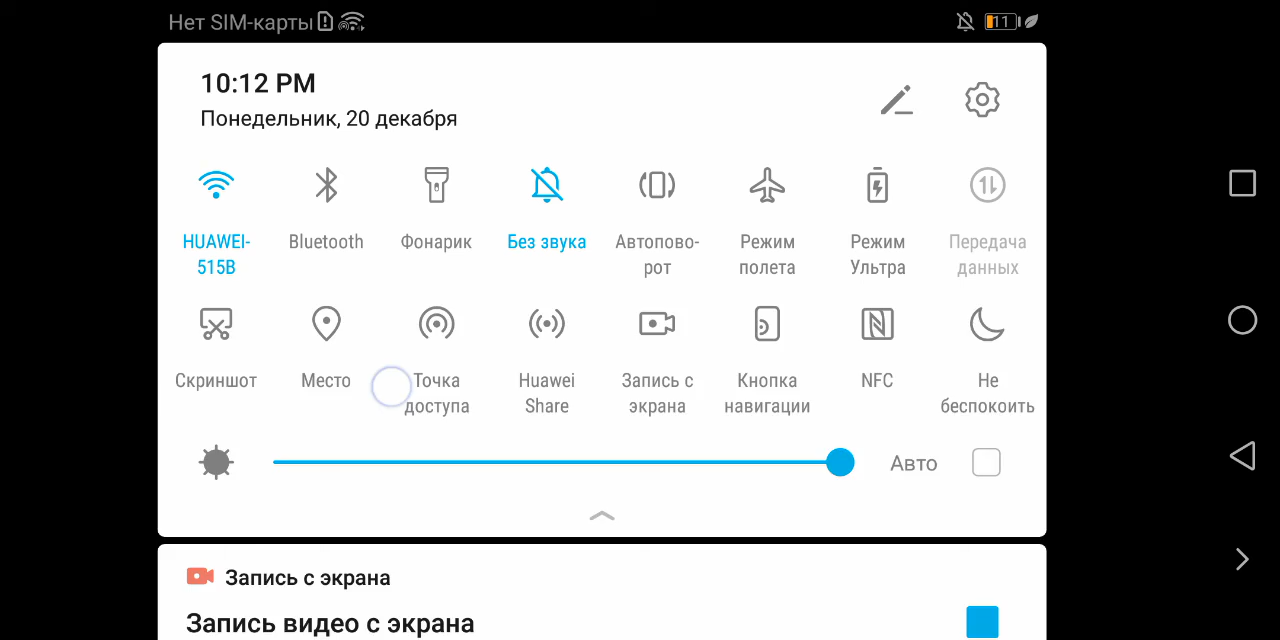 Нет SIM-карты
11
10:12 PM
Понедельник, 20 декабря
HUAWEI-
515B
Bluetooth
Фонарик
Без звука
Автопово-
рот
Режим
полета
Режим
Ультра
Передача
данных
Скриншот
Место
Точка
доступа
Huawei
Share
Запись с
экрана
Кнопка
навигации
NFC
Не
беспокоить
Авто
Запись с экрана
Запись видео с экрана